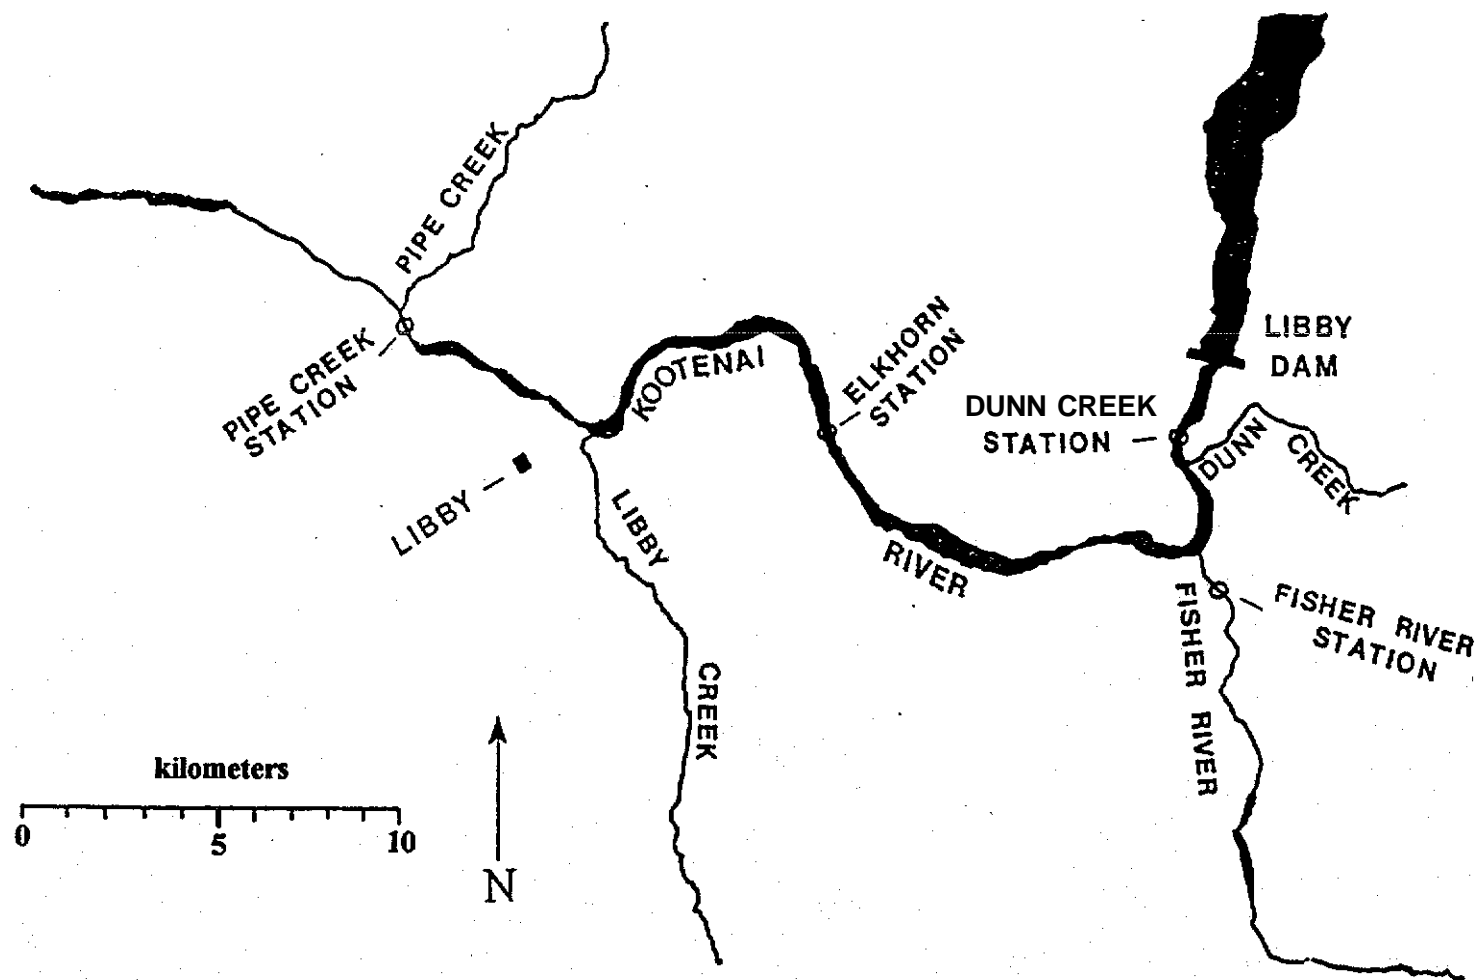 PIPE CREEK
PIPE CREEK
STATION
LIBBY
LIBBY
CREEK
KOOTENAI
RIVER
ELKHORN
STATION
LIBBY
DAM
DUNN CREEK
STATION
DUNN
CREEK
FISHER RIVER
STATION
FISHER RIVER
kilometers
0 5 10
N